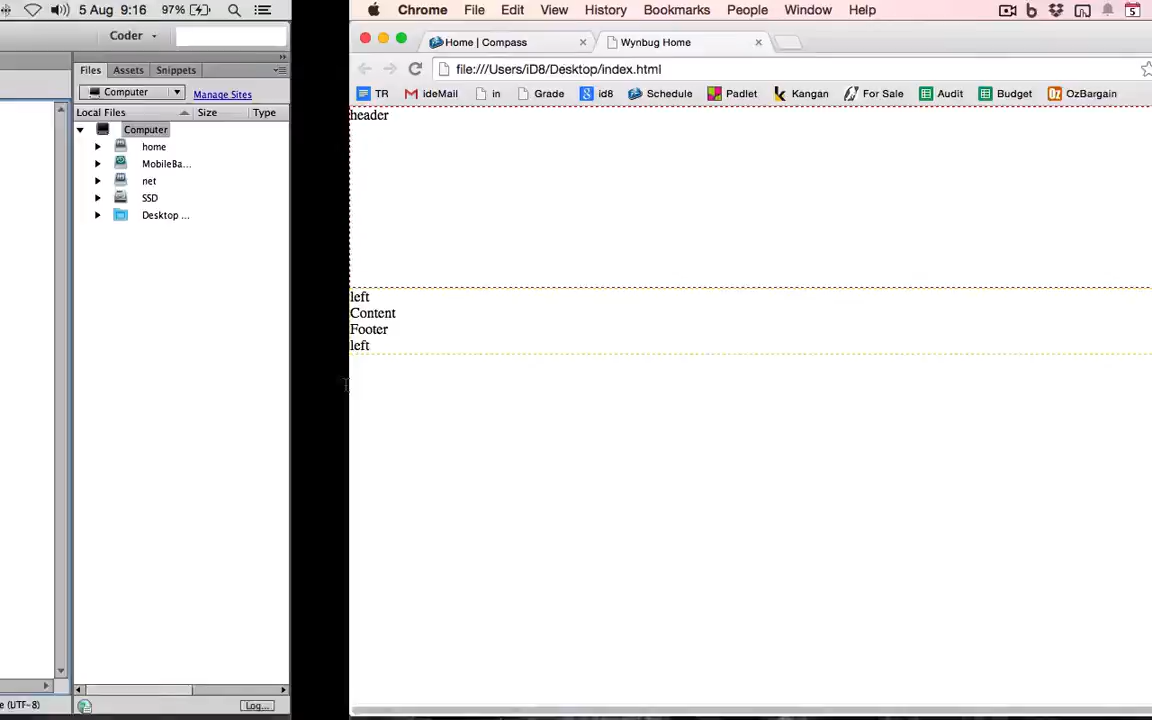 5 Aug 9:16 97%
Coder
Files Assets Snippets
Computer Manage Sites
Local Files Size Type
Computer
home
MobileBa...
net
SSD
Desktop ...
e (UTF-8) Log...
Chrome File Edit View History Bookmarks People Window Help
5
Home | Compass Wynbug Home
file:///Users/iD8/Desktop/index.html
TR ideMail in Grade id8 Schedule Padlet Kangan For Sale Audit Budget OzBargain
header
left
Content
Footer
left